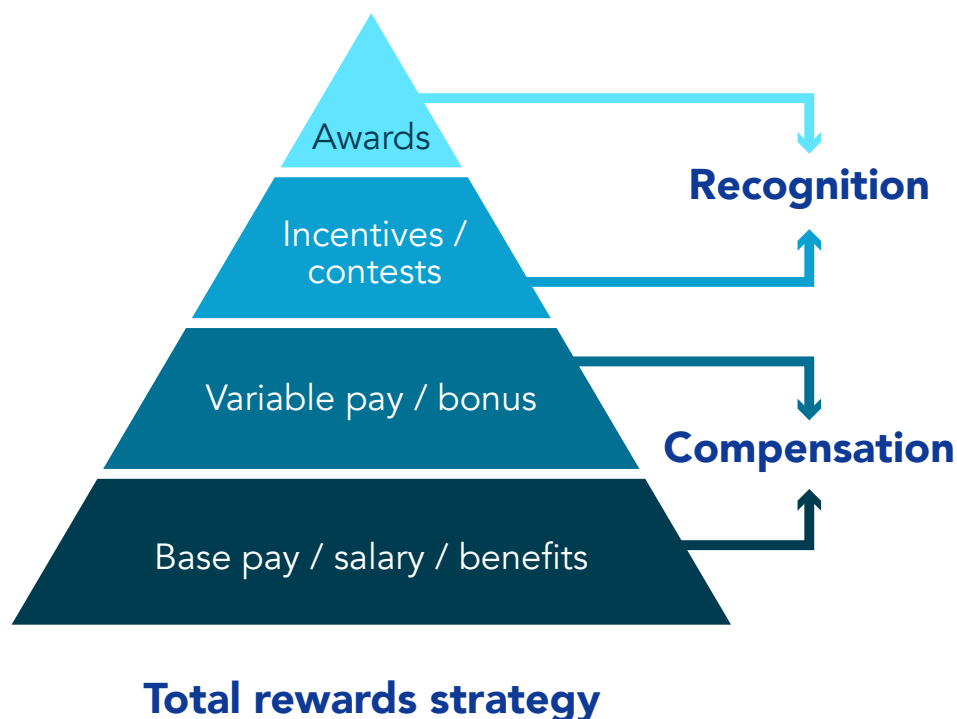 Awards
Recognition
Incentives /
contests
Variable pay / bonus
Compensation
Base pay / salary / benefits
Total rewards strategy